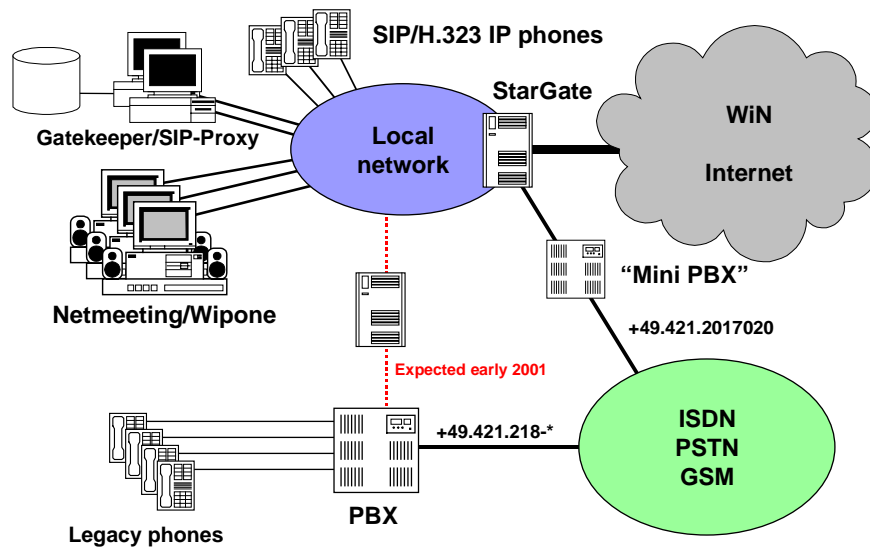 SIP/H.323 IP phones
StarGate
Gatekeeper/SIP-Proxy
Local
network
WiN
Internet
Netmeeting/Wipone
“Mini PBX”
+49.421.2017020
Expected early 2001
+49.421.218-*
ISDN
PSTN
GSM
PBX
Legacy phones